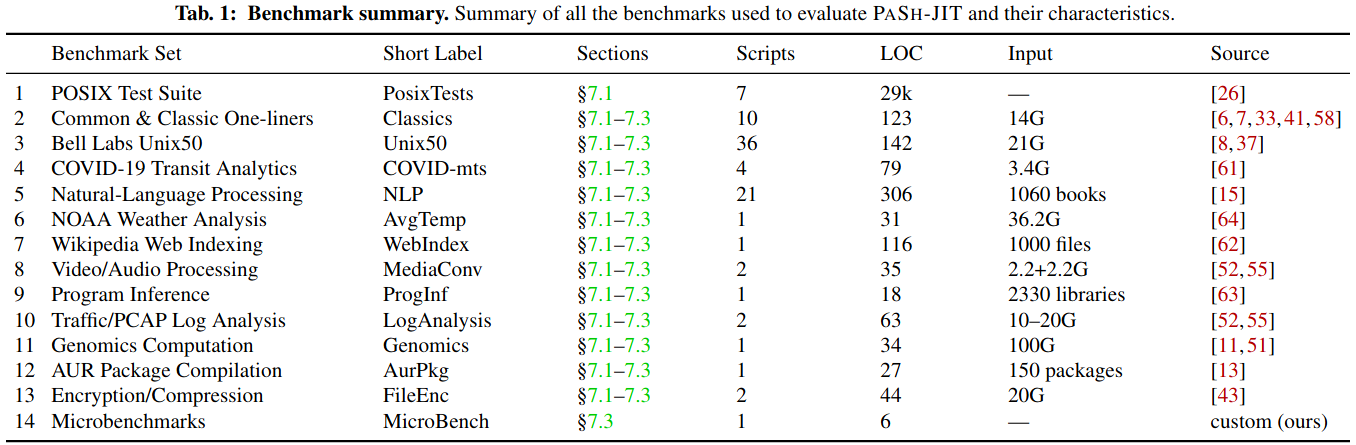 Tab. 1: Benchmark summary. Summary of all the benchmarks used to evaluate PASH-JIT and their characteristics.
Benchmark Set Short Label Sections Scripts LOC Input Source
1 POSIX Test Suite PosixTests §7.1 7 29k — [26]
2 Common & Classic One-liners Classics §7.1–7.3 10 123 14G [6,7,33,41,58]
3 Bell Labs Unix50 Unix50 §7.1–7.3 36 142 21G [8,37]
4 COVID-19 Transit Analytics COVID-mts §7.1–7.3 4 79 3.4G [61]
5 Natural-Language Processing NLP §7.1–7.3 21 306 1060 books [15]
6 NOAA Weather Analysis AvgTemp §7.1–7.3 1 31 36.2G [64]
7 Wikipedia Web Indexing WebIndex §7.1–7.3 1 116 1000 files [62]
8 Video/Audio Processing MediaConv §7.1–7.3 2 35 2.2+2.2G [52,55]
9 Program Inference ProgInf §7.1–7.3 1 18 2330 libraries [63]
10 Traffic/PCAP Log Analysis LogAnalysis §7.1–7.3 2 63 10–20G [52,55]
11 Genomics Computation Genomics §7.1–7.3 1 34 100G [11,51]
12 AUR Package Compilation AurPkg §7.1–7.3 1 27 150 packages [13]
13 Encryption/Compression FileEnc §7.1–7.3 2 44 20G [43]
14 Microbenchmarks MicroBench §7.3 1 6 — custom (ours)